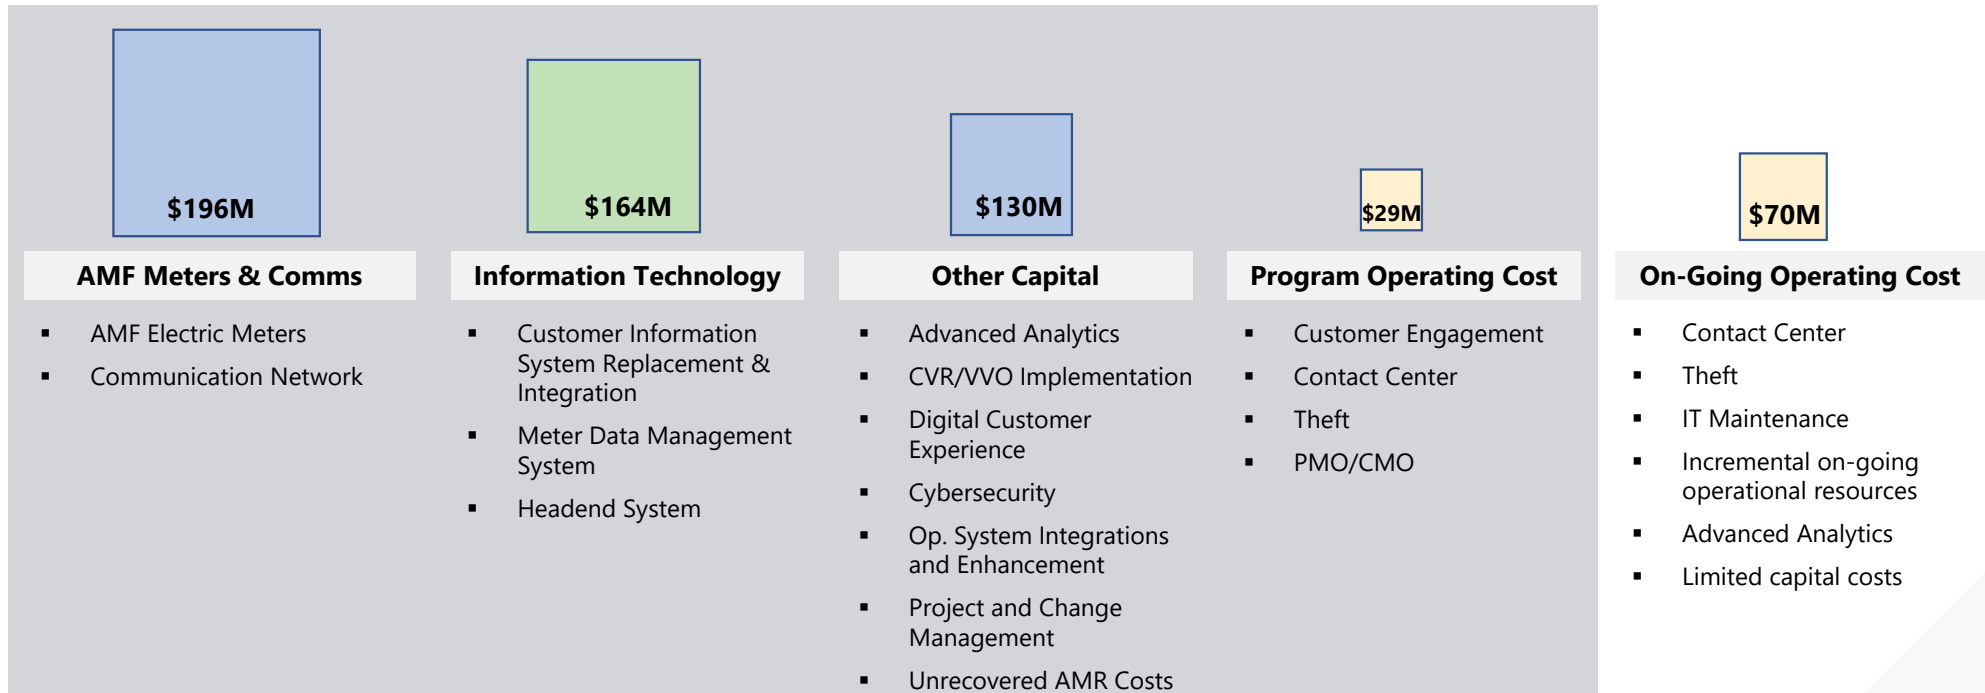 $196M
$164M
$130M
$29M
$70M
AMF Meters & Comms
▪ AMF Electric Meters
▪ Communication Network
Information Technology
▪ Customer Information
System Replacement &
Integration
▪ Meter Data Management
System
▪ Headend System
Other Capital
▪ Advanced Analytics
▪ CVR/VVO Implementation
▪ Digital Customer
Experience
▪ Cybersecurity
▪ Op. System Integrations
and Enhancement
▪ Project and Change
Management
▪ Unrecovered AMR Costs
Program Operating Cost
▪ Customer Engagement
▪ Contact Center
▪ Theft
▪ PMO/CMO
On-Going Operating Cost
▪ Contact Center
▪ Theft
▪ IT Maintenance
▪ Incremental on-going
operational resources
▪ Advanced Analytics
▪ Limited capital costs